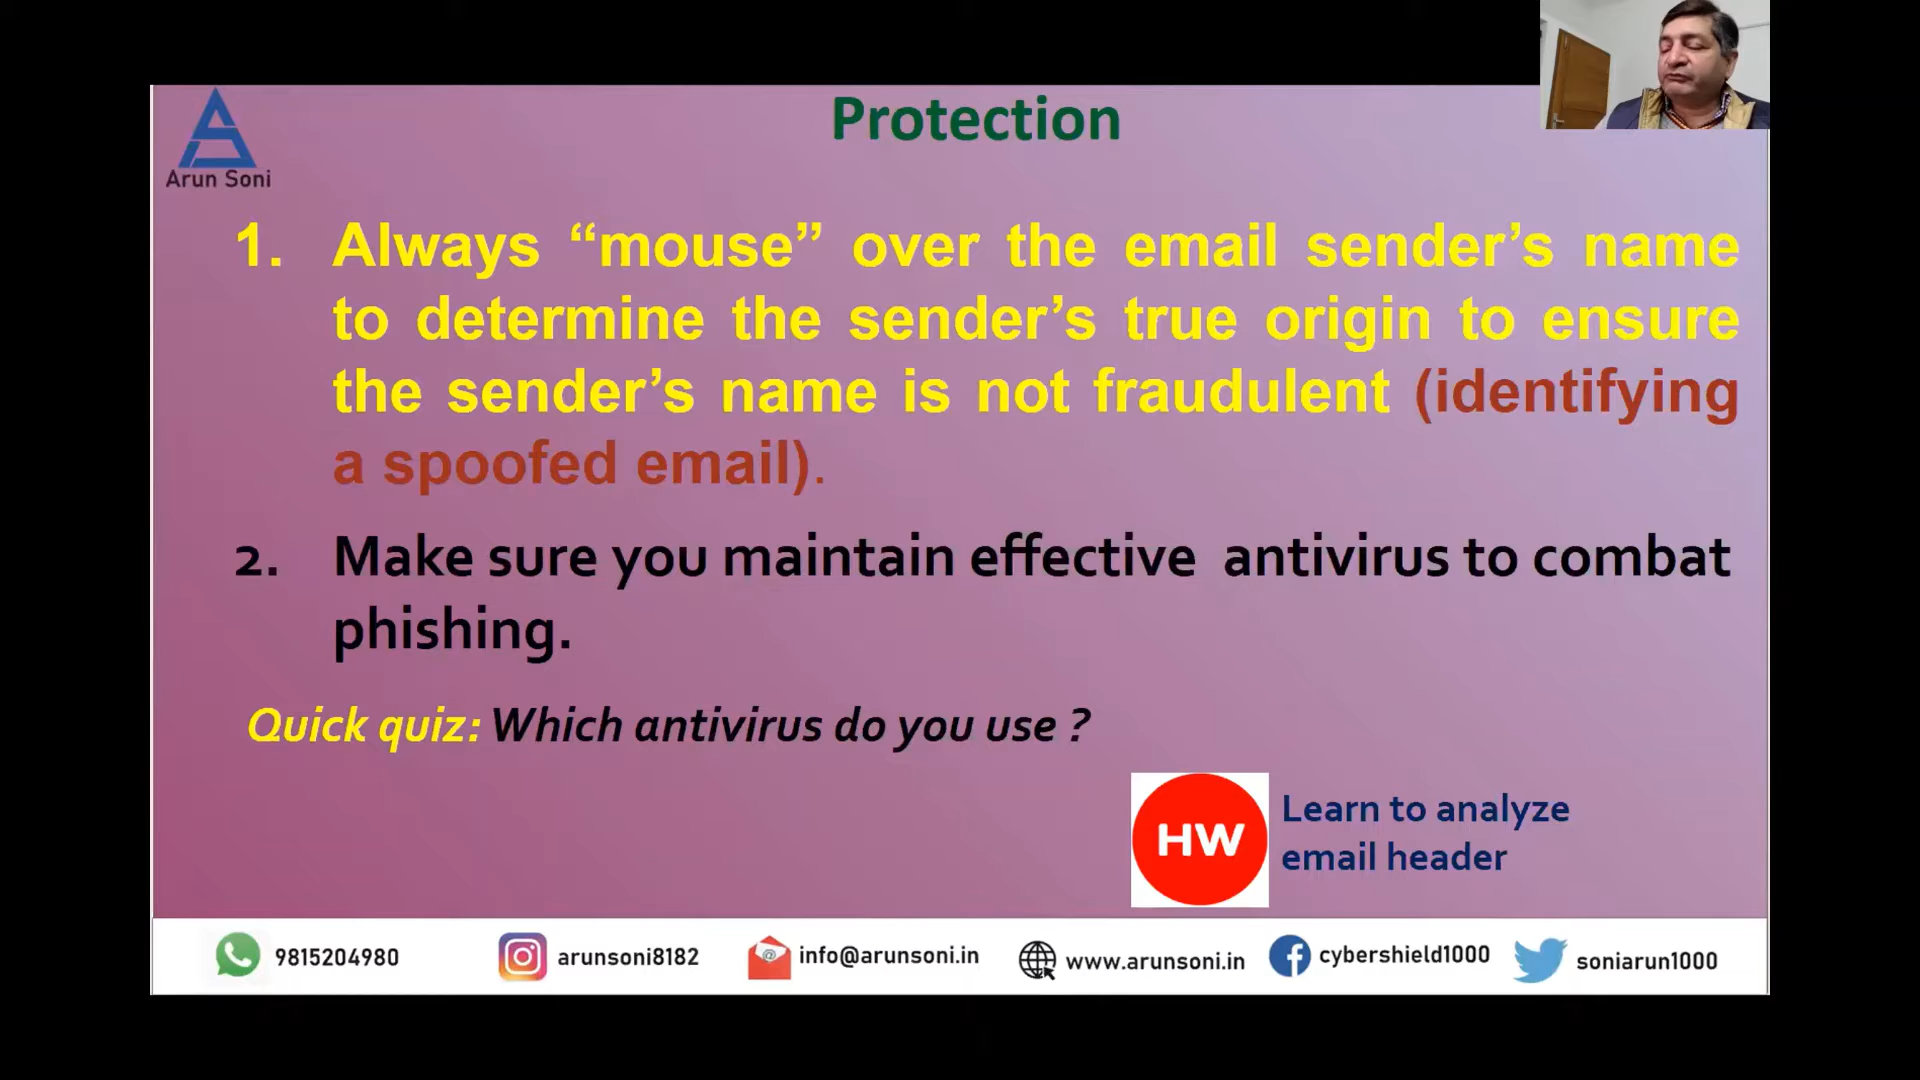 Protection
Arun Soni
1. Always “mouse” over the email sender’s name
to determine the sender’s true origin to ensure
the sender’s name is not fraudulent (identifying
a spoofed email).
2. Make sure you maintain effective antivirus to combat
phishing.
Quick quiz: Which antivirus do you use ?
HW
Learn to analyze
email header
9815204980 arunsoni8182 info@arunsoni.in www.arunsoni.in cybershield1000 soniarun1000